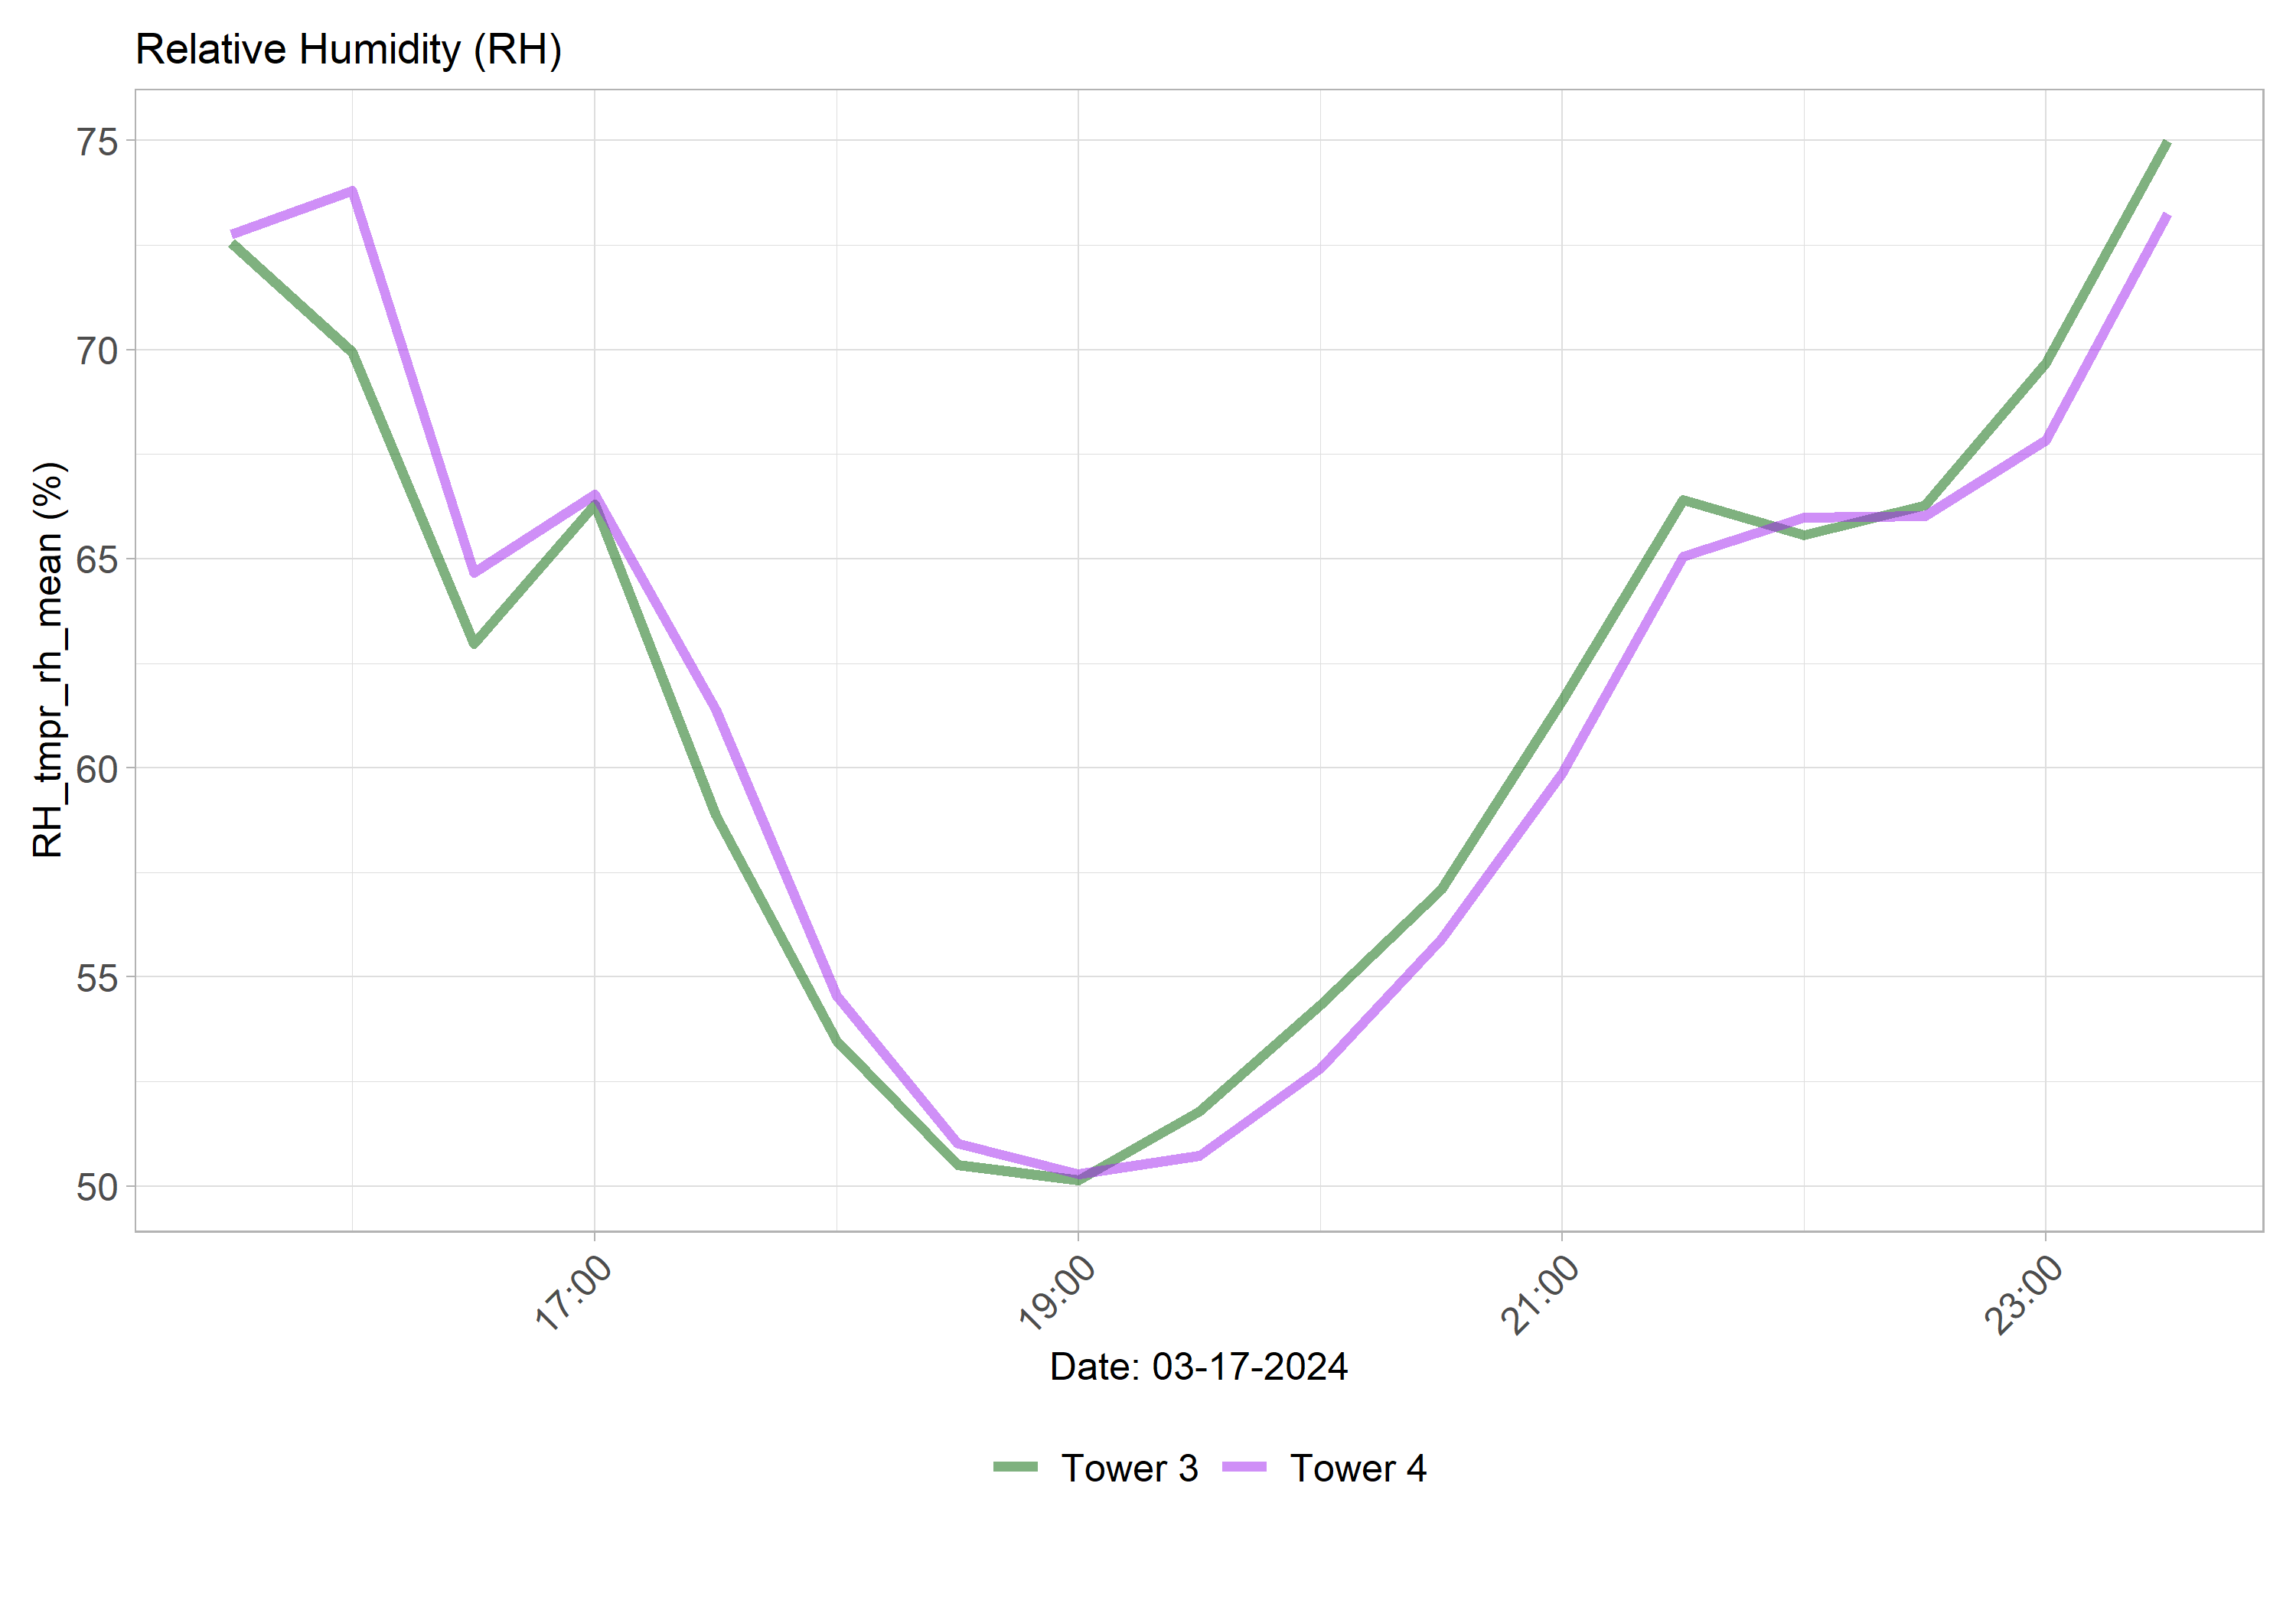 Relative Humidity (RH)
RH_tmpr_rh_mean (%)
75
70
65
60
55
50
17:00
19:00
21:00
23:00
Date: 03-17-2024
Tower 3
Tower 4